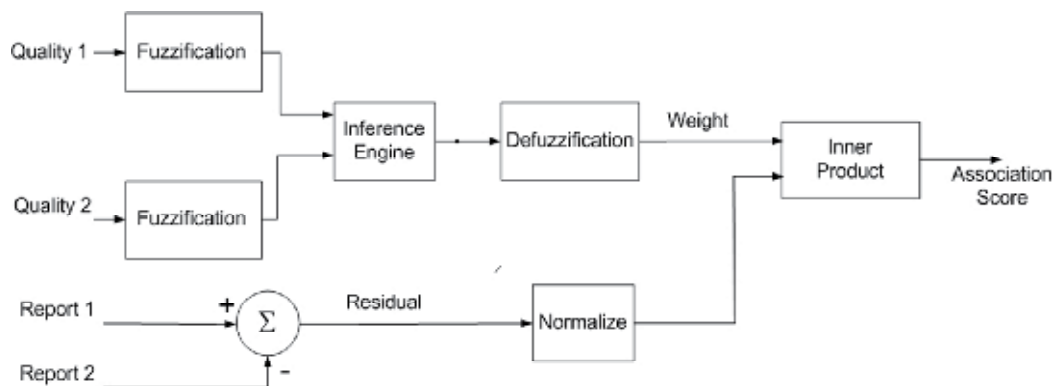 Quality 1
Fuzzification
Inference
Engine
Defuzzification
Weight
Inner
Product
Association
Score
Quality 2
Fuzzification
Report 1
+
Σ
Residual
Normalize
Report 2
-